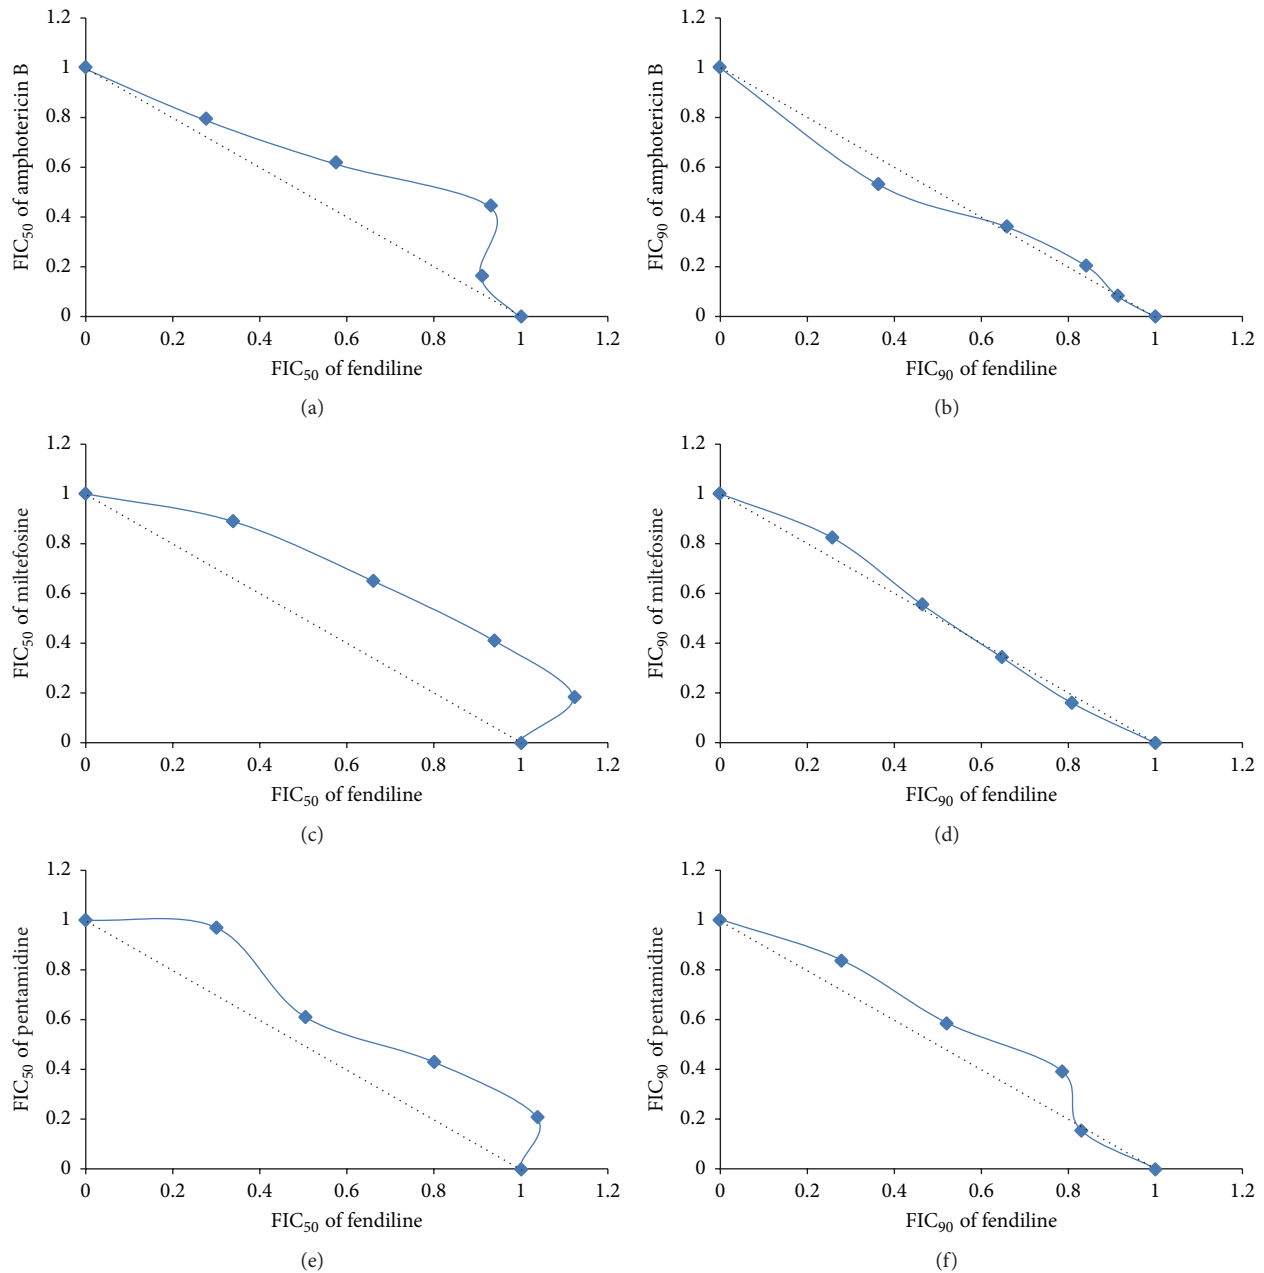 1.2
1
0.8
0.6
0.4
0.2
0
0 0.2 0.4 0.6 0.8 1 1.2
FIC₅₀ of amphotericin B
FIC₅₀ of fendiline
(a)
1.2
1
0.8
0.6
0.4
0.2
0
0 0.2 0.4 0.6 0.8 1 1.2
FIC₉₀ of amphotericin B
FIC₉₀ of fendiline
(b)
1.2
1
0.8
0.6
0.4
0.2
0
0 0.2 0.4 0.6 0.8 1 1.2
FIC₅₀ of miltefosine
FIC₅₀ of fendiline
(c)
1.2
1
0.8
0.6
0.4
0.2
0
0 0.2 0.4 0.6 0.8 1 1.2
FIC₉₀ of miltefosine
FIC₉₀ of fendiline
(d)
1.2
1
0.8
0.6
0.4
0.2
0
0 0.2 0.4 0.6 0.8 1 1.2
FIC₅₀ of pentamidine
FIC₅₀ of fendiline
(e)
1.2
1
0.8
0.6
0.4
0.2
0
0 0.2 0.4 0.6 0.8 1 1.2
FIC₉₀ of pentamidine
FIC₉₀ of fendiline
(f)